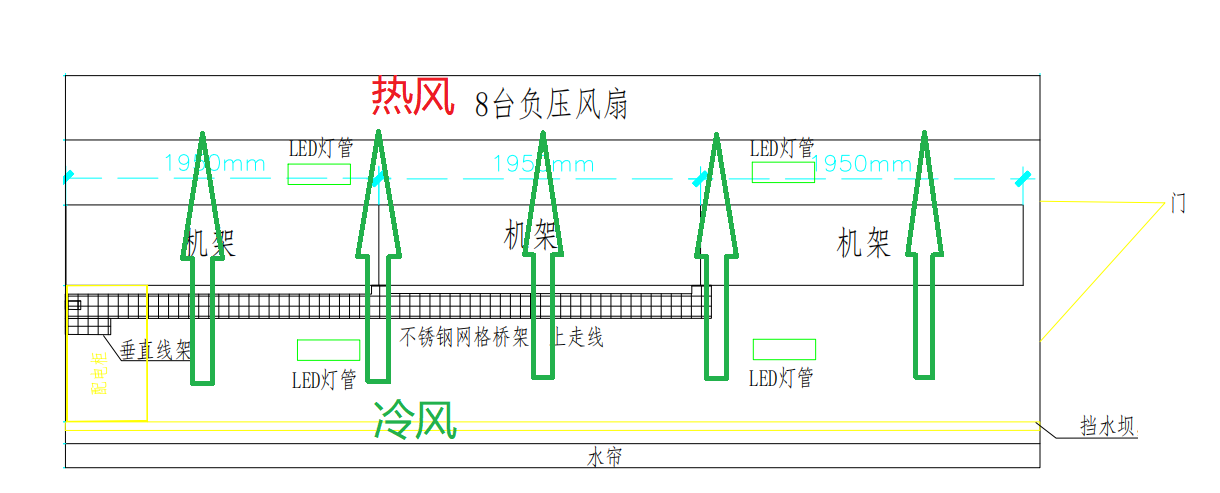 热风
8台负压风扇
LED灯管
LED灯管
1950mm
1950mm
1950mm
门
机架
机架
机架
不锈钢网格桥架 上走线
垂直线架
配电柜
LED灯管
LED灯管
冷风
挡水坝
水帘